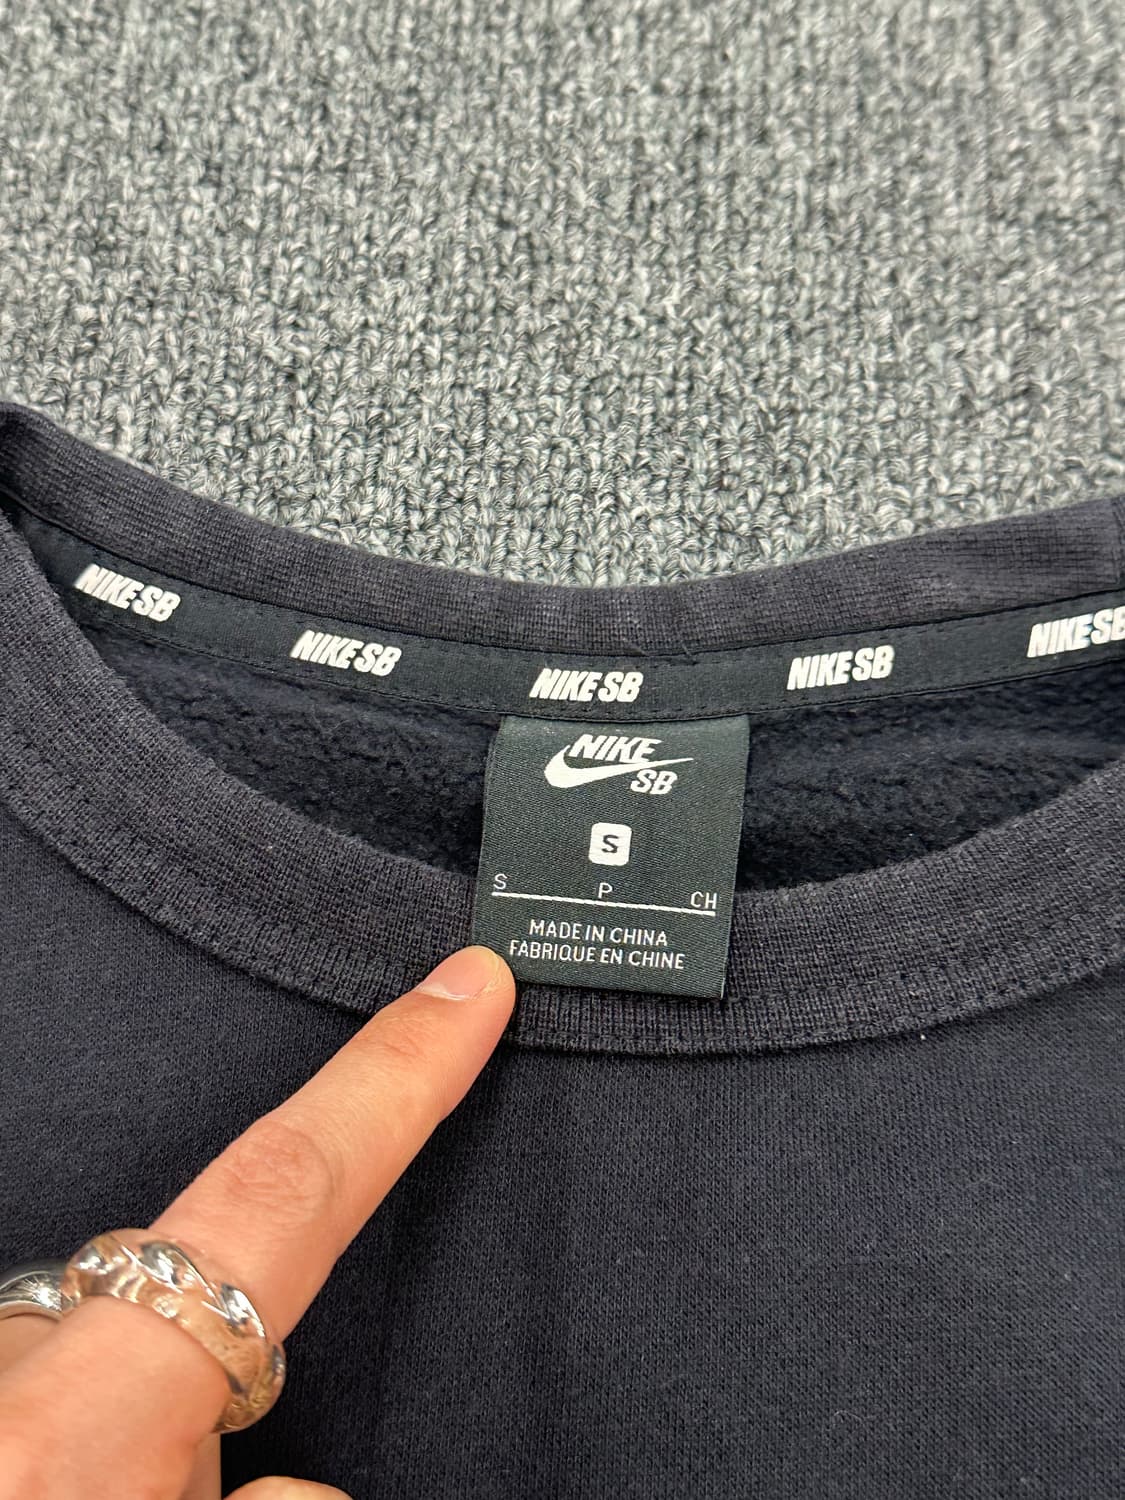 NIKE SB NIKE SB NIKE SB NIKE SB NIKE SB
NIKE
SB
S
S P CH
MADE IN CHINA
FABRIQUE EN CHINE